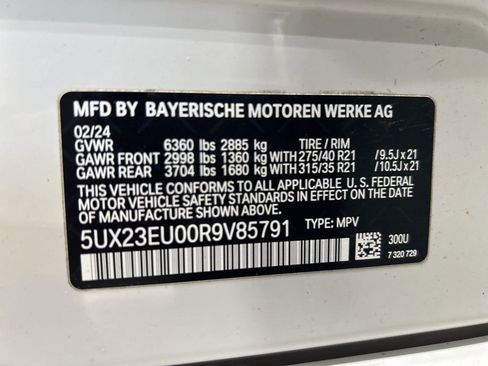 MFD BY BAYERISCHE MOTOREN WERKE AG
02/24
GVWR 6360 lbs 2885 kg TIRE / RIM
GAWR FRONT 2998 lbs 1360 kg WITH 275/40 R21 /9.5J x 21
GAWR REAR 3704 lbs 1680 kg WITH 315/35 R21 /10.5J x 21
THIS VEHICLE CONFORMS TO ALL APPLICABLE U. S. FEDERAL
MOTOR VEHICLE SAFETY STANDARDS IN EFFECT ON THE DATE
OF MANUFACTURE SHOWN ABOVE.
5UX23EU00R9V85791 TYPE: MPV
300U
7 320 729